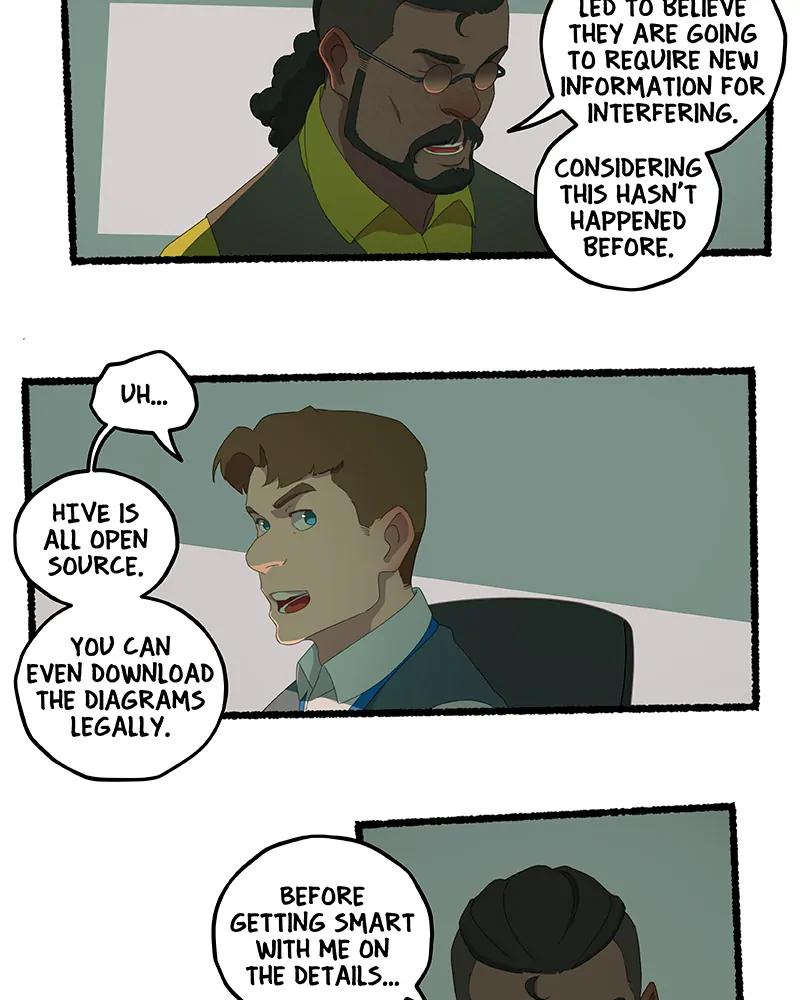 LED TO BELIEVE
THEY ARE GOING
TO REQUIRE NEW
INFORMATION FOR
INTERFERING.
CONSIDERING
THIS HASN'T
HAPPENED
BEFORE.
UH...
HIVE IS
ALL OPEN
SOURCE.
YOU CAN
EVEN DOWNLOAD
THE DIAGRAMS
LEGALLY.
BEFORE
GETTING SMART
WITH ME ON
THE DETAILS...